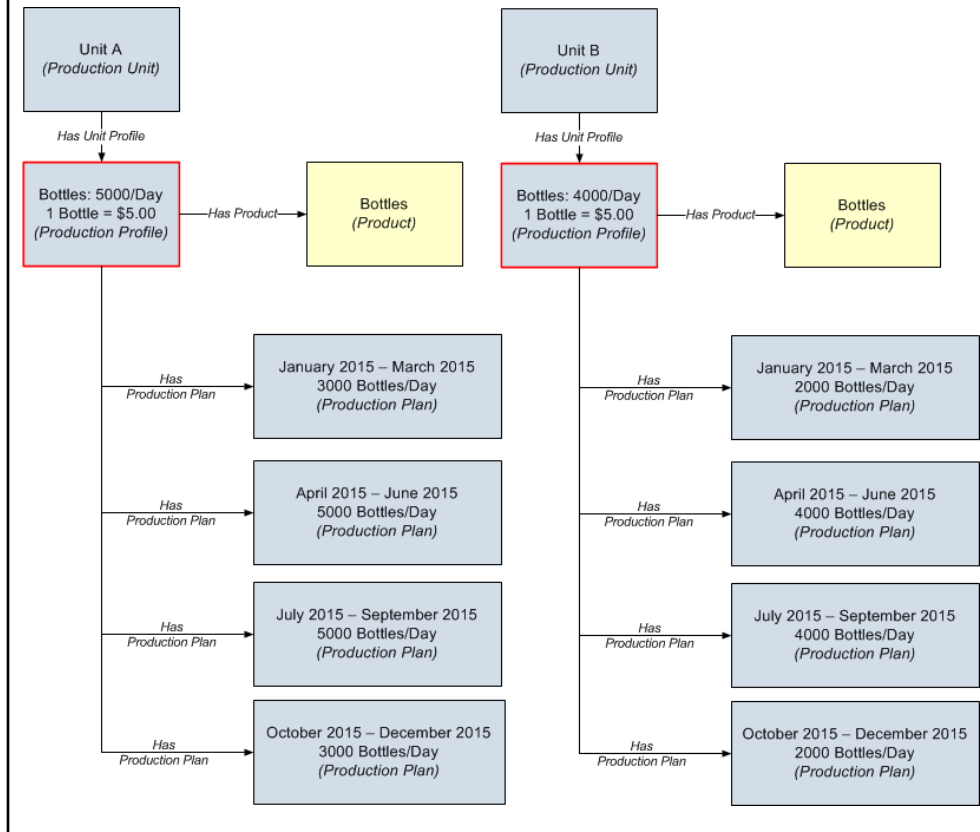 Unit A
(Production Unit)
Has Unit Profile
Bottles: 5000/Day
1 Bottle = $5.00
(Production Profile)
Has Product
Bottles
(Product)
Has
Production Plan
January 2015 – March 2015
3000 Bottles/Day
(Production Plan)
Has
Production Plan
April 2015 – June 2015
5000 Bottles/Day
(Production Plan)
Has
Production Plan
July 2015 – September 2015
5000 Bottles/Day
(Production Plan)
Has
Production Plan
October 2015 – December 2015
3000 Bottles/Day
(Production Plan)
Unit B
(Production Unit)
Has Unit Profile
Bottles: 4000/Day
1 Bottle = $5.00
(Production Profile)
Has Product
Bottles
(Product)
Has
Production Plan
January 2015 – March 2015
2000 Bottles/Day
(Production Plan)
Has
Production Plan
April 2015 – June 2015
4000 Bottles/Day
(Production Plan)
Has
Production Plan
July 2015 – September 2015
4000 Bottles/Day
(Production Plan)
Has
Production Plan
October 2015 – December 2015
2000 Bottles/Day
(Production Plan)